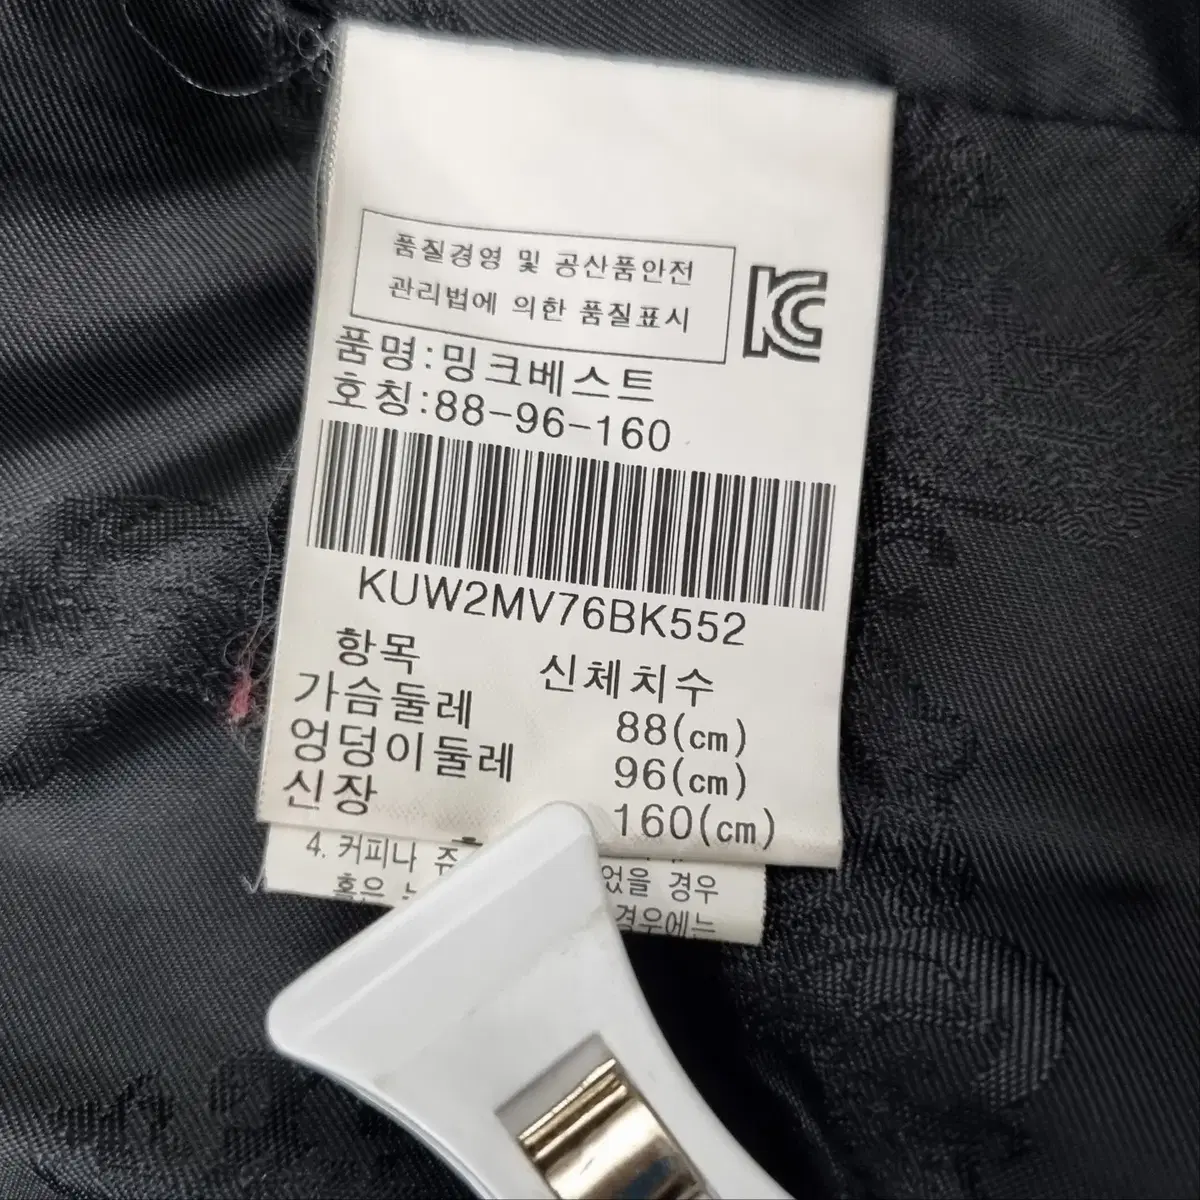 품질경영 및 공산품안전
관리법에 의한 품질표시
KC
품명:밍크베스트
호칭:88-96-160
KUW2MV76BK552
항목 신체치수
가슴둘레 88(cm)
엉덩이둘레 96(cm)
신장 160(cm)
4. 커피나 경우
혹은 경우에는